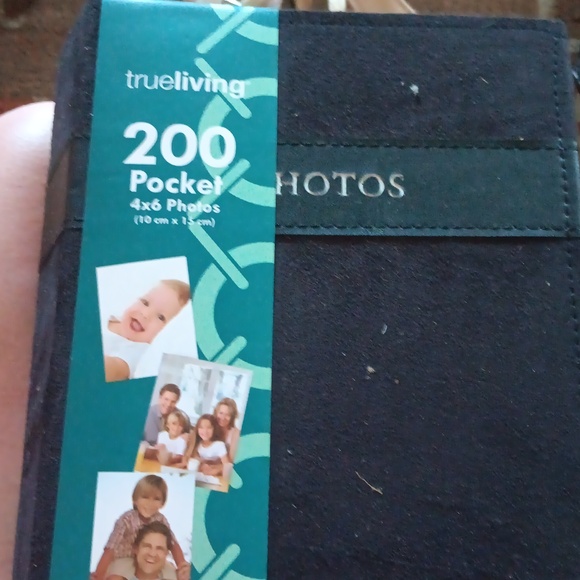 trueliving
200
Pocket
4x6 Photos
(10 cm x 15 cm)
HOTOS